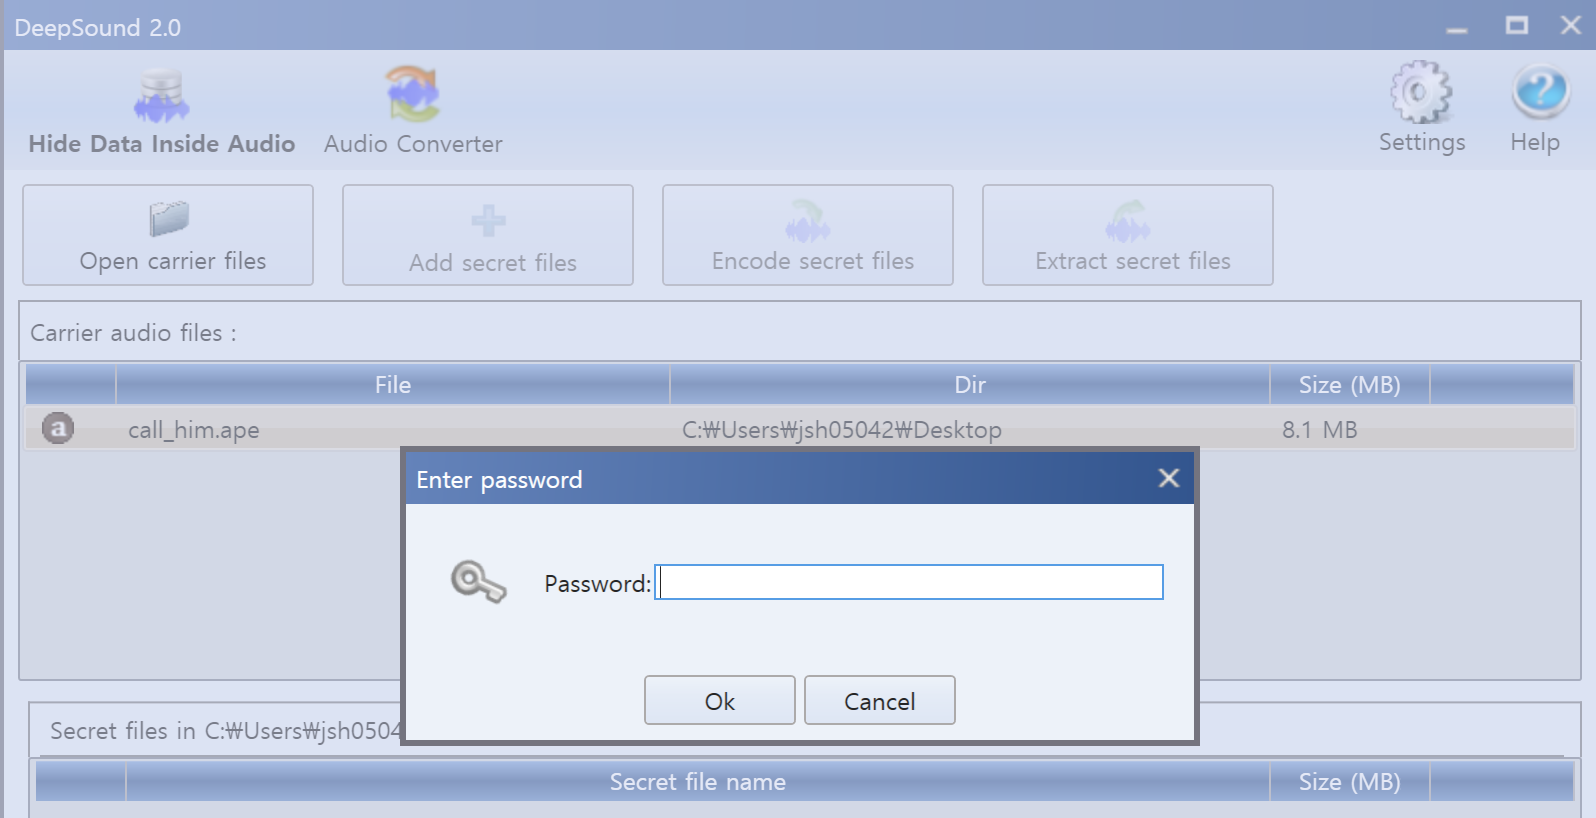 DeepSound 2.0
Hide Data Inside Audio
Audio Converter
Settings
Help
Open carrier files
Add secret files
Encode secret files
Extract secret files
Carrier audio files :
File Dir Size (MB)
a call_him.ape C:₩Users₩jsh05042₩Desktop 8.1 MB
Enter password
Password:
Ok
Cancel
Secret files in C:₩Users₩jsh0504
Secret file name Size (MB)